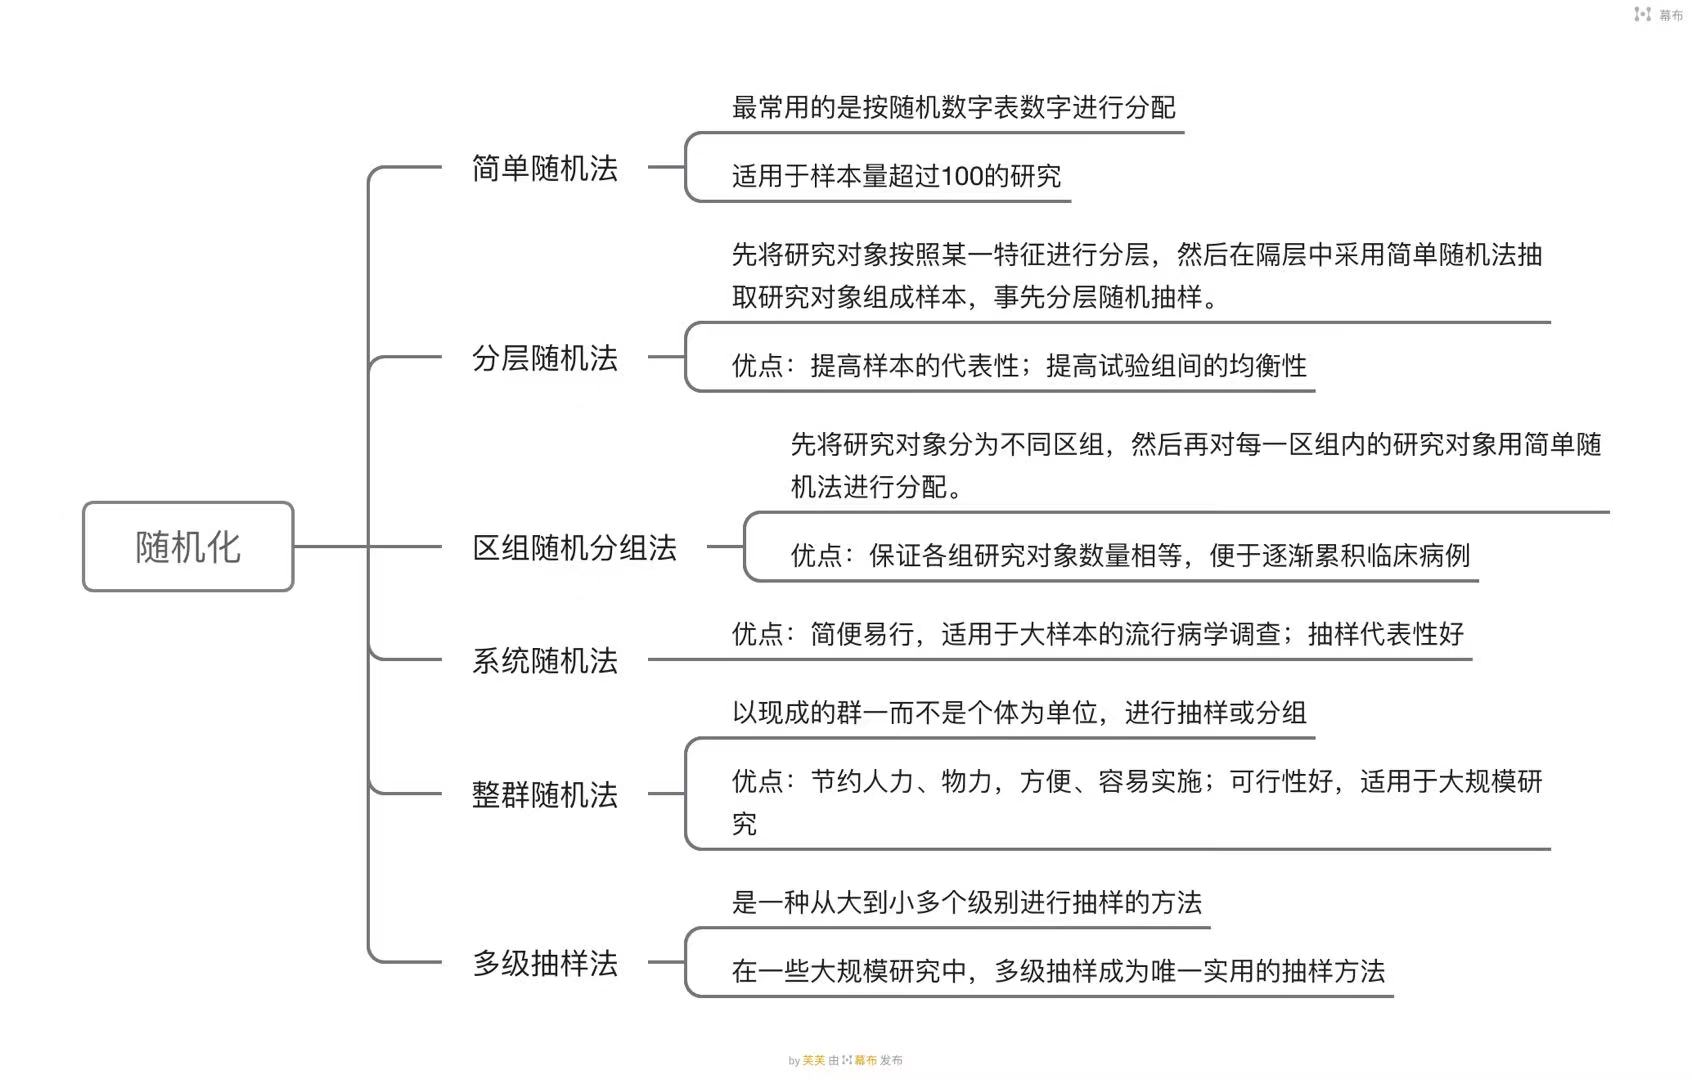 幕布
最常用的是按随机数字表数字进行分配
简单随机法
适用于样本量超过100的研究
先将研究对象按照某一特征进行分层，然后在隔层中采用简单随机法抽
取研究对象组成样本，事先分层随机抽样。
分层随机法
优点：提高样本的代表性；提高试验组间的均衡性
先将研究对象分为不同区组，然后再对每一区组内的研究对象用简单随
机法进行分配。
随机化
区组随机分组法
优点：保证各组研究对象数量相等，便于逐渐累积临床病例
系统随机法
优点：简便易行，适用于大样本的流行病学调查；抽样代表性好
以现成的群一而不是个体为单位，进行抽样或分组
整群随机法
优点：节约人力、物力，方便、容易实施；可行性好，适用于大规模研
究
是一种从大到小多个级别进行抽样的方法
多级抽样法
在一些大规模研究中，多级抽样成为唯一实用的抽样方法
by 芙芙 由 幕布 发布